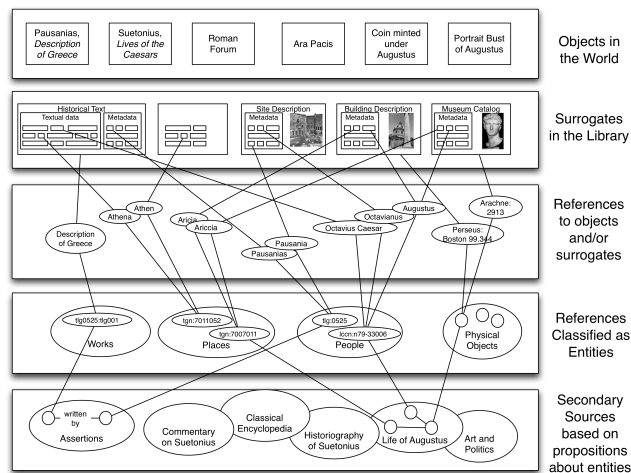 Pausanias,
Description
of Greece
Suetonius,
Lives of the
Caesars
Roman
Forum
Ara Pacis
Coin minted
under
Augustus
Portrait Bust
of Augustus
Objects in
the World
Historical Text
Textual data
Metadata
Site Description
Metadata
Building Description
Metadata
Museum Catalog
Metadata
Surrogates
in the Library
Athena
Athen
Aricia
Ariccia
Octavianus
Augustus
Octavius Caesar
Arachne:
2913
Description
of Greece
Pausania
Pausanias
Perseus:
Boston 99.344
References
to objects
and/or
surrogates
tlg0525:tlg001
Works
tgn:7011052
tgn:7007011
Places
tlg:0525
lccn:n79-33006
People
Physical
Objects
References
Classified as
Entities
written
by
Assertions
Commentary
on Suetonius
Classical
Encyclopedia
Historiography
of Suetonius
Life of Augustus
Art and
Politics
Secondary
Sources
based on
propositions
about entities